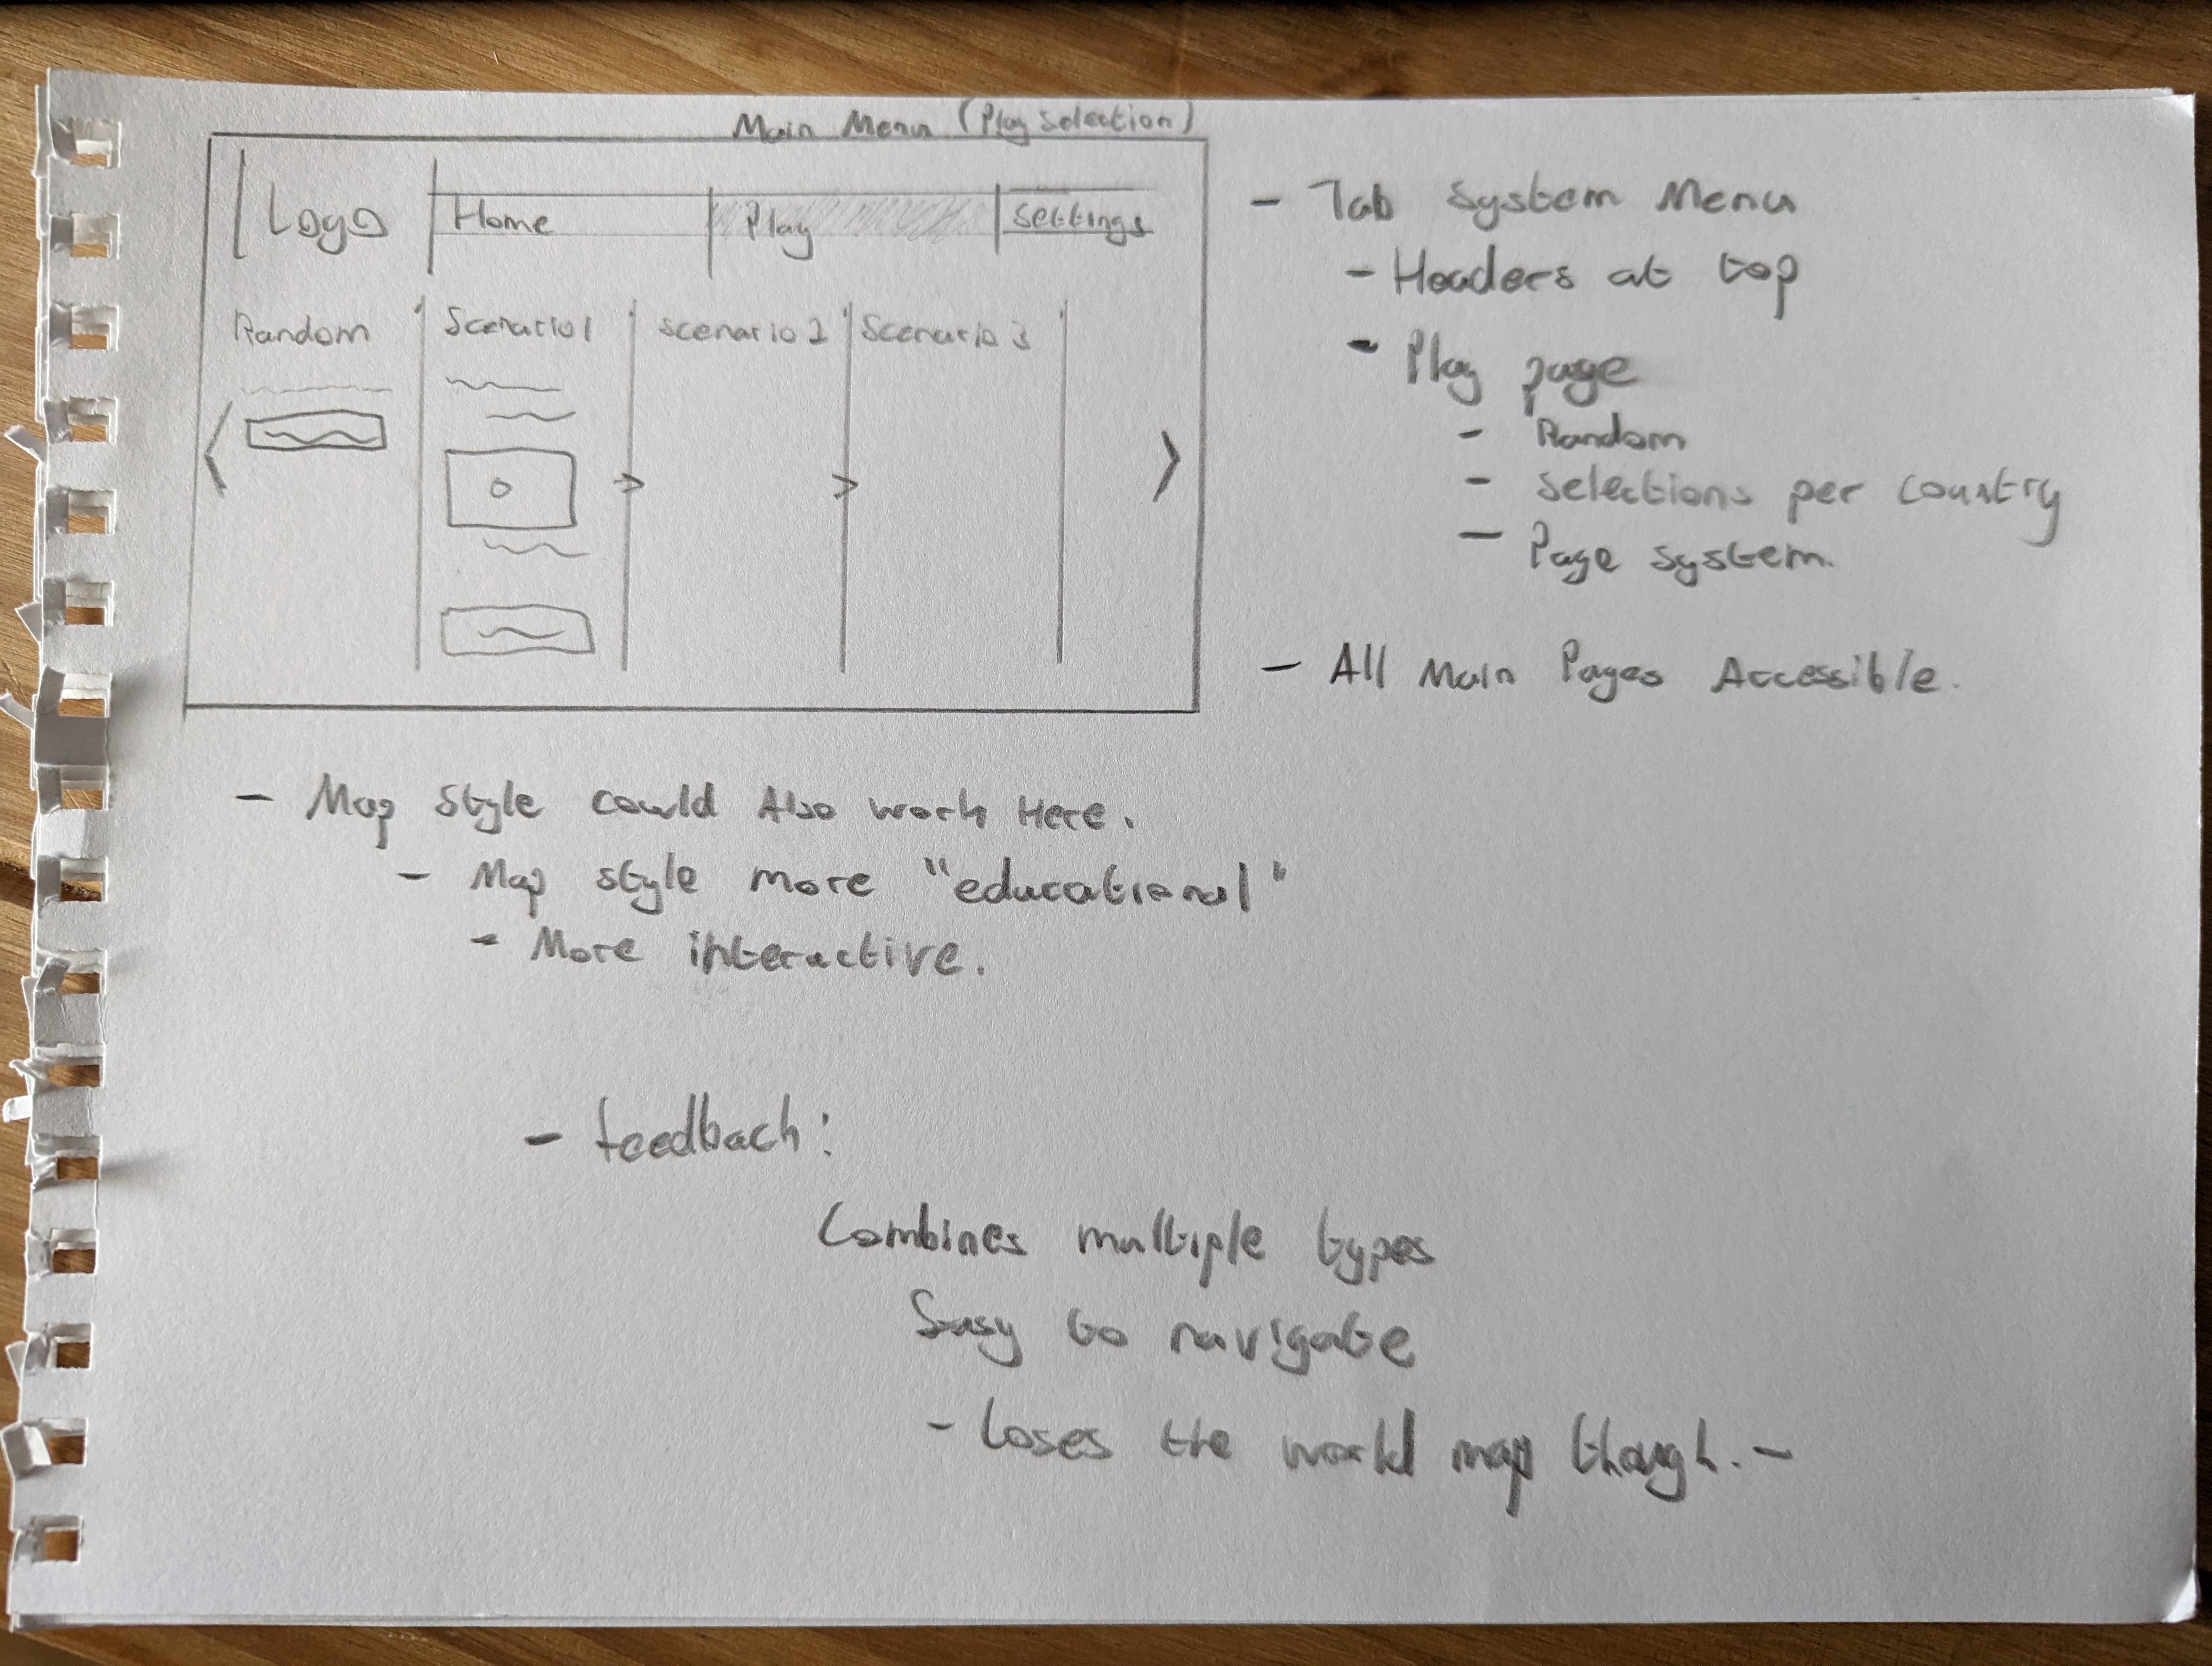 Main Menu (Play Selection)
Logo Home Play Settings
Random Scenario 1 Scenario 2 Scenario 3
- Tab System Menu
- Headers at top
- Play page
- Random
- Selections per country
- Page system.
- All Main Pages Accessible.
- Map Style could Also work Here.
- Map style more "educational"
- More interactive.
- feedback:
Combines multiple types
Easy to navigate
- Loses the world map though. -